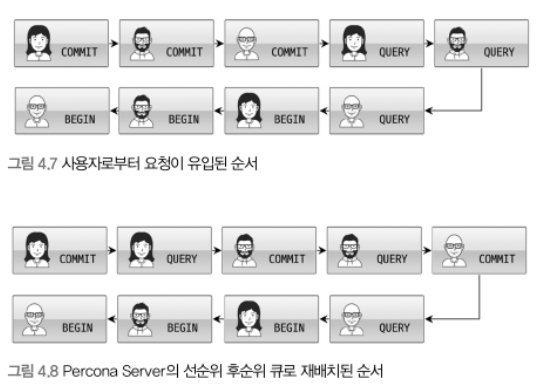 COMMIT COMMIT COMMIT QUERY QUERY
BEGIN BEGIN BEGIN QUERY
그림 4.7 사용자로부터 요청이 유입된 순서
COMMIT QUERY COMMIT QUERY COMMIT
BEGIN BEGIN BEGIN QUERY
그림 4.8 Percona Server의 선순위 후순위 큐로 재배치된 순서